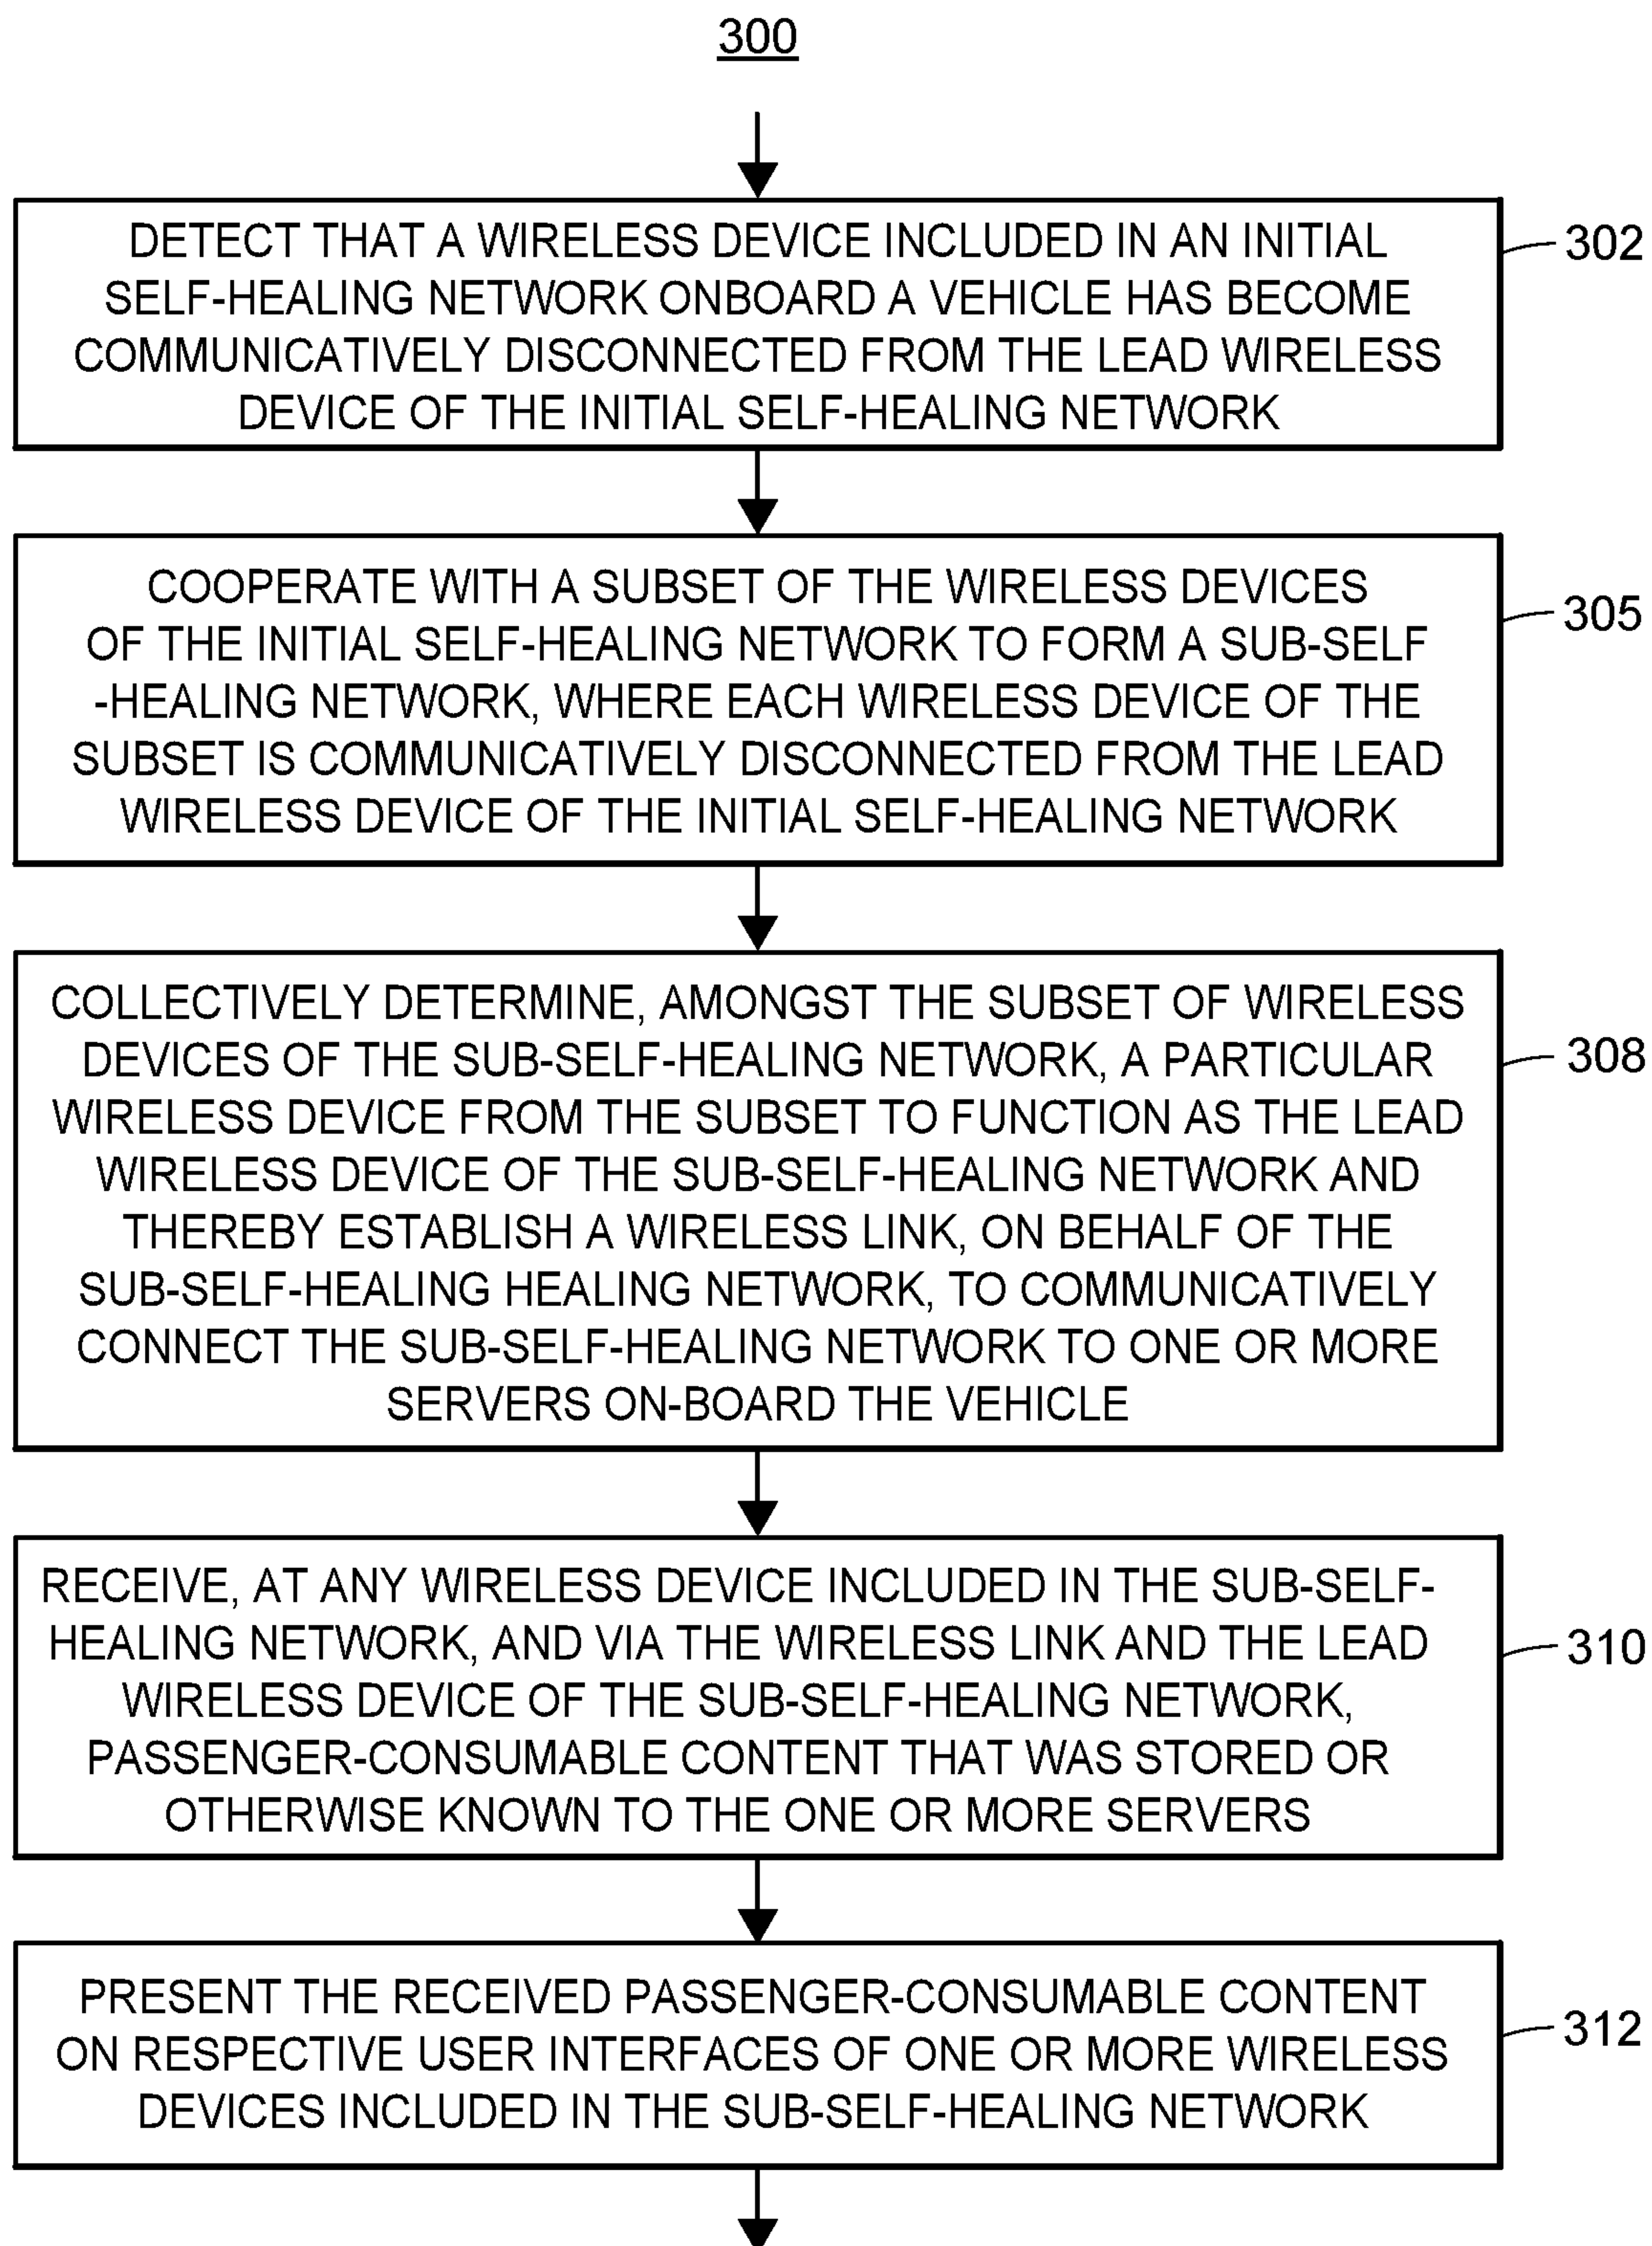 300
DETECT THAT A WIRELESS DEVICE INCLUDED IN AN INITIAL
SELF-HEALING NETWORK ONBOARD A VEHICLE HAS BECOME
COMMUNICATIVELY DISCONNECTED FROM THE LEAD WIRELESS
DEVICE OF THE INITIAL SELF-HEALING NETWORK
302
COOPERATE WITH A SUBSET OF THE WIRELESS DEVICES
OF THE INITIAL SELF-HEALING NETWORK TO FORM A SUB-SELF
-HEALING NETWORK, WHERE EACH WIRELESS DEVICE OF THE
SUBSET IS COMMUNICATIVELY DISCONNECTED FROM THE LEAD
WIRELESS DEVICE OF THE INITIAL SELF-HEALING NETWORK
305
COLLECTIVELY DETERMINE, AMONGST THE SUBSET OF WIRELESS
DEVICES OF THE SUB-SELF-HEALING NETWORK, A PARTICULAR
WIRELESS DEVICE FROM THE SUBSET TO FUNCTION AS THE LEAD
WIRELESS DEVICE OF THE SUB-SELF-HEALING NETWORK AND
THEREBY ESTABLISH A WIRELESS LINK, ON BEHALF OF THE
SUB-SELF-HEALING HEALING NETWORK, TO COMMUNICATIVELY
CONNECT THE SUB-SELF-HEALING NETWORK TO ONE OR MORE
SERVERS ON-BOARD THE VEHICLE
308
RECEIVE, AT ANY WIRELESS DEVICE INCLUDED IN THE SUB-SELF-
HEALING NETWORK, AND VIA THE WIRELESS LINK AND THE LEAD
WIRELESS DEVICE OF THE SUB-SELF-HEALING NETWORK,
PASSENGER-CONSUMABLE CONTENT THAT WAS STORED OR
OTHERWISE KNOWN TO THE ONE OR MORE SERVERS
310
PRESENT THE RECEIVED PASSENGER-CONSUMABLE CONTENT
ON RESPECTIVE USER INTERFACES OF ONE OR MORE WIRELESS
DEVICES INCLUDED IN THE SUB-SELF-HEALING NETWORK
312